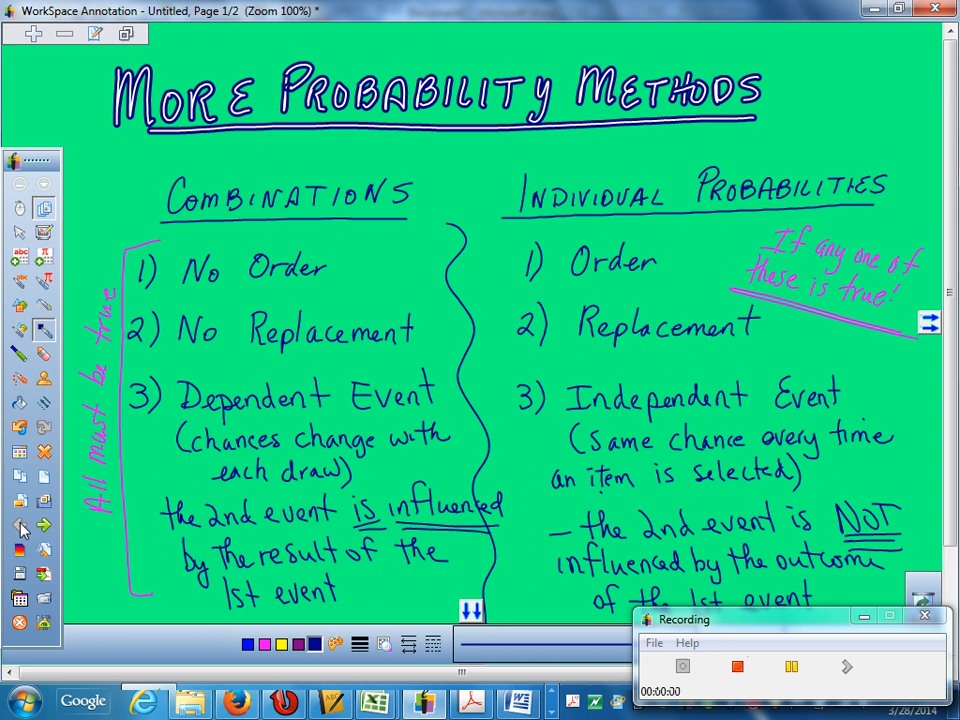 WorkSpace Annotation - Untitled, Page 1/2 (Zoom 100%) *
MORE PROBABILITY METHODS
COMBINATIONS
1) No Order
2) No Replacement
3) Dependent Event
(chances change with
each draw)
the 2nd event is influenced
by the result of the
1st event
All must be true
INDIVIDUAL PROBABILITIES
If any one of
these is true!
1) Order
2) Replacement
3) Independent Event
(same chance every time
an item is selected)
- the 2nd event is NOT
influenced by the outcome
of the 1st event
Recording
File Help
00:00:00
Google
3/28/2014